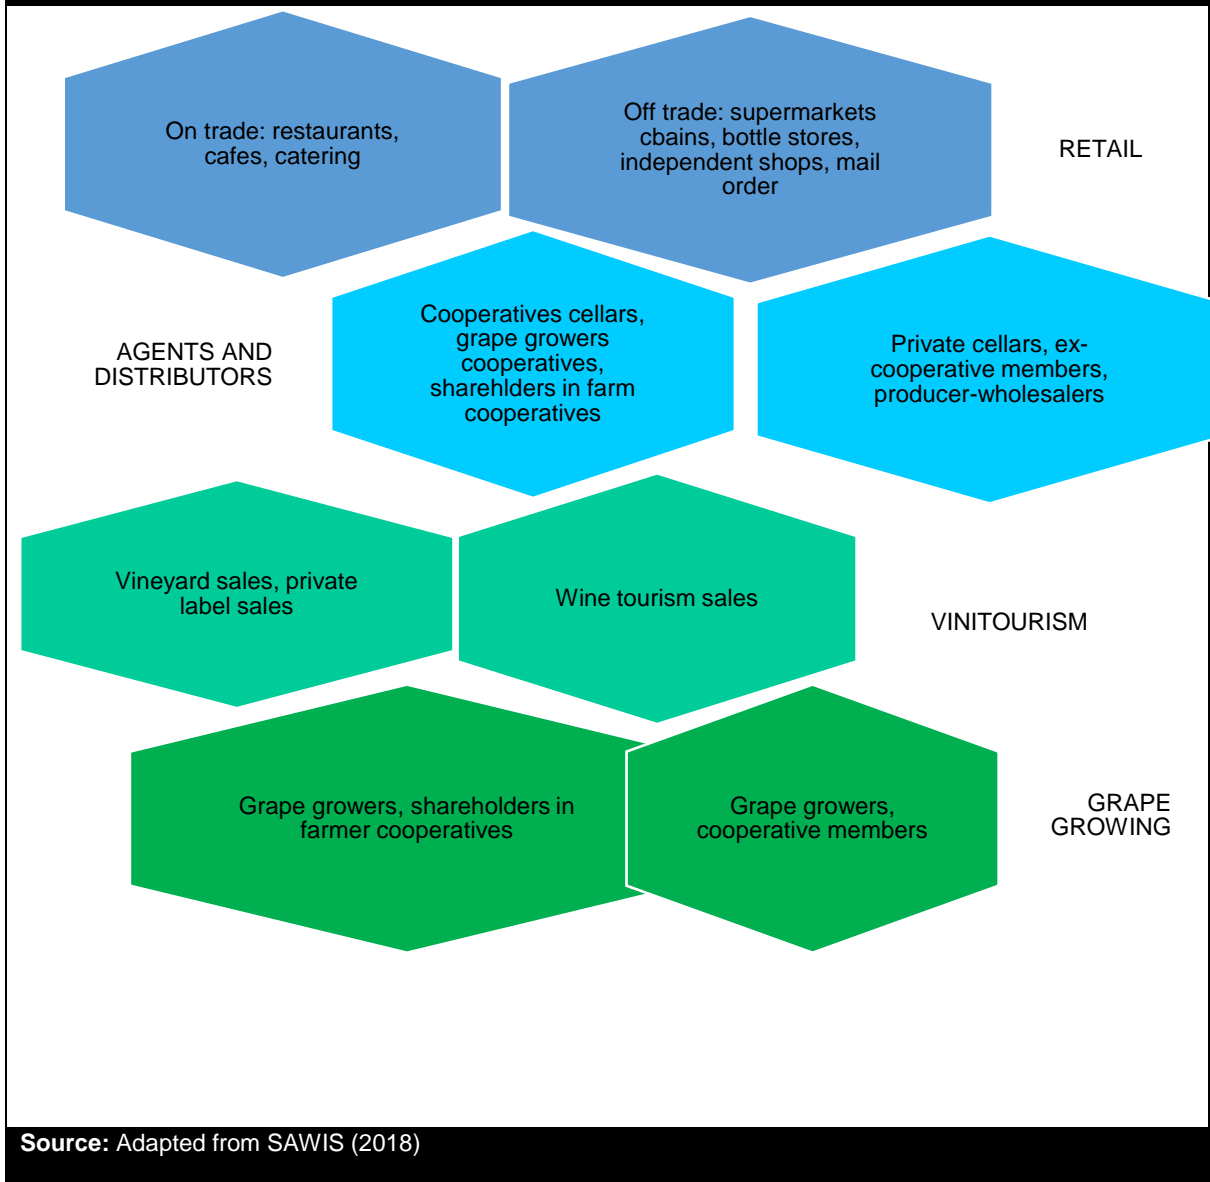 On trade: restaurants,
cafes, catering
Off trade: supermarkets
cbains, bottle stores,
independent shops, mail
order
RETAIL
AGENTS AND
DISTRIBUTORS
Cooperatives cellars,
grape growers
cooperatives,
sharehlders in farm
cooperatives
Private cellars, ex-
cooperative members,
producer-wholesalers
Vineyard sales, private
label sales
Wine tourism sales
VINITOURISM
Grape growers, shareholders in
farmer cooperatives
Grape growers,
cooperative members
GRAPE
GROWING
Source: Adapted from SAWIS (2018)